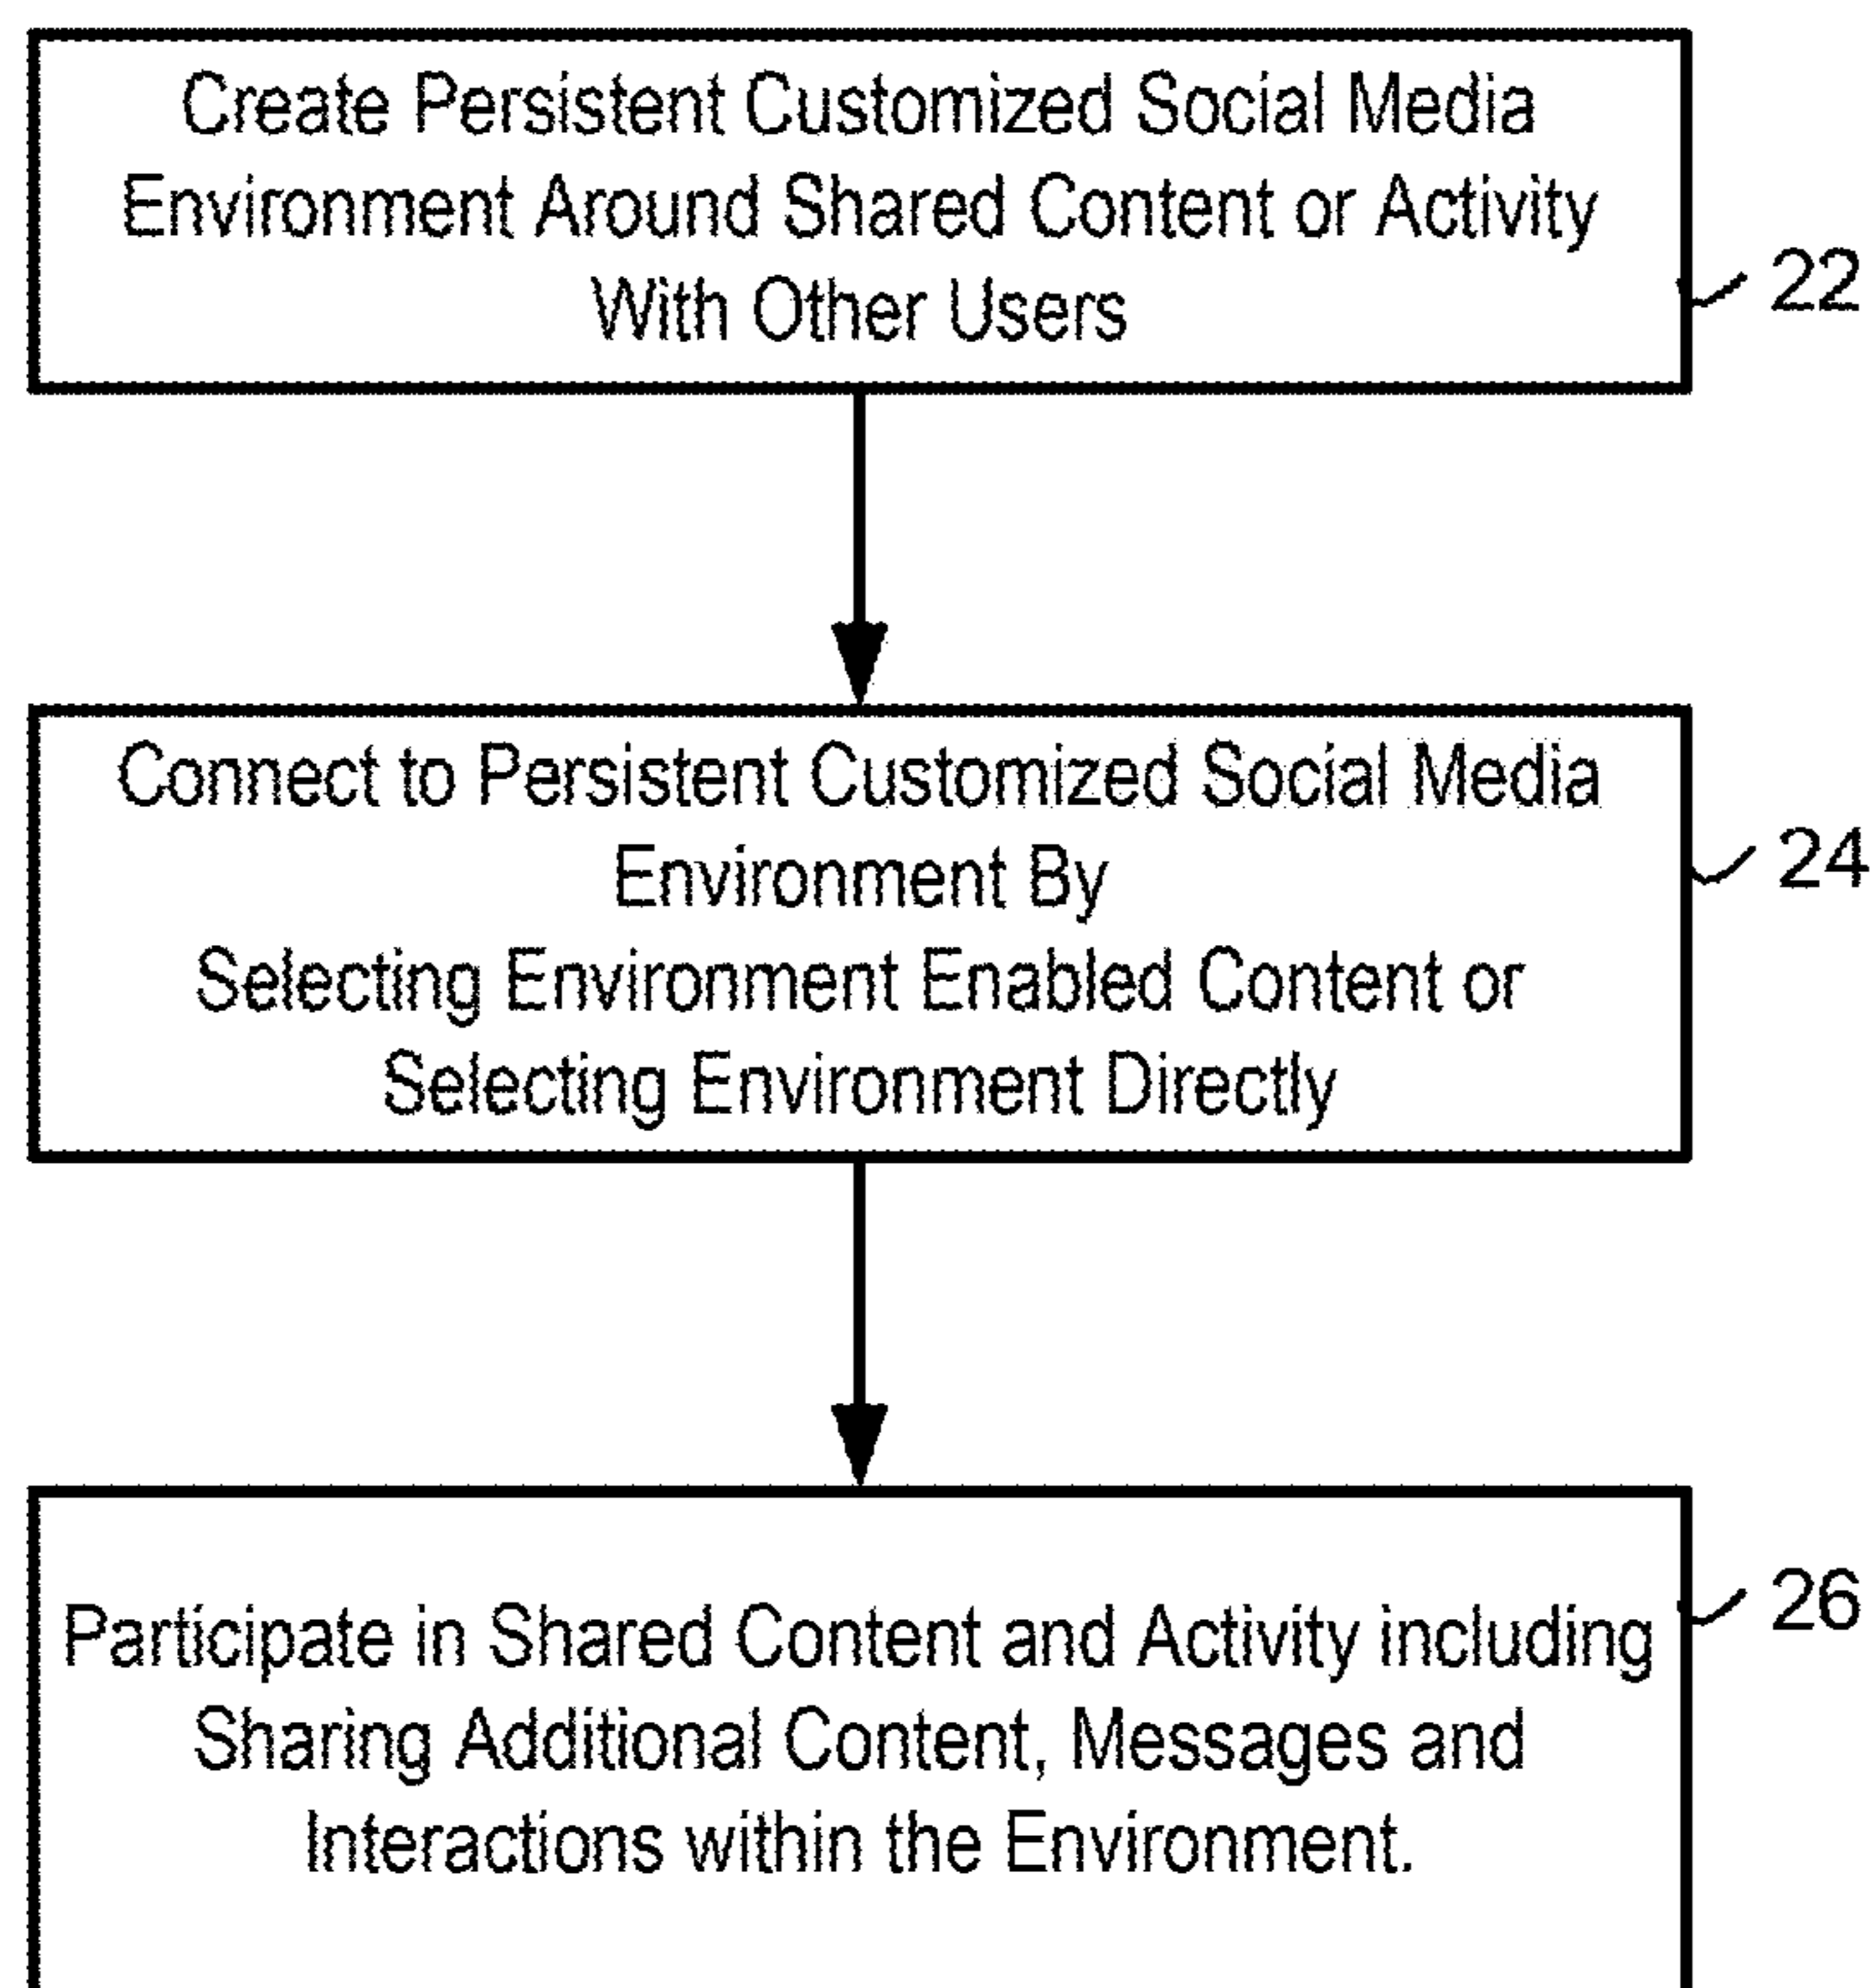 Create Persistent Customized Social Media
Environment Around Shared Content or Activity
With Other Users
22
Connect to Persistent Customized Social Media
Environment By
Selecting Environment Enabled Content or
Selecting Environment Directly
24
Participate in Shared Content and Activity including
Sharing Additional Content, Messages and
Interactions within the Environment.
26